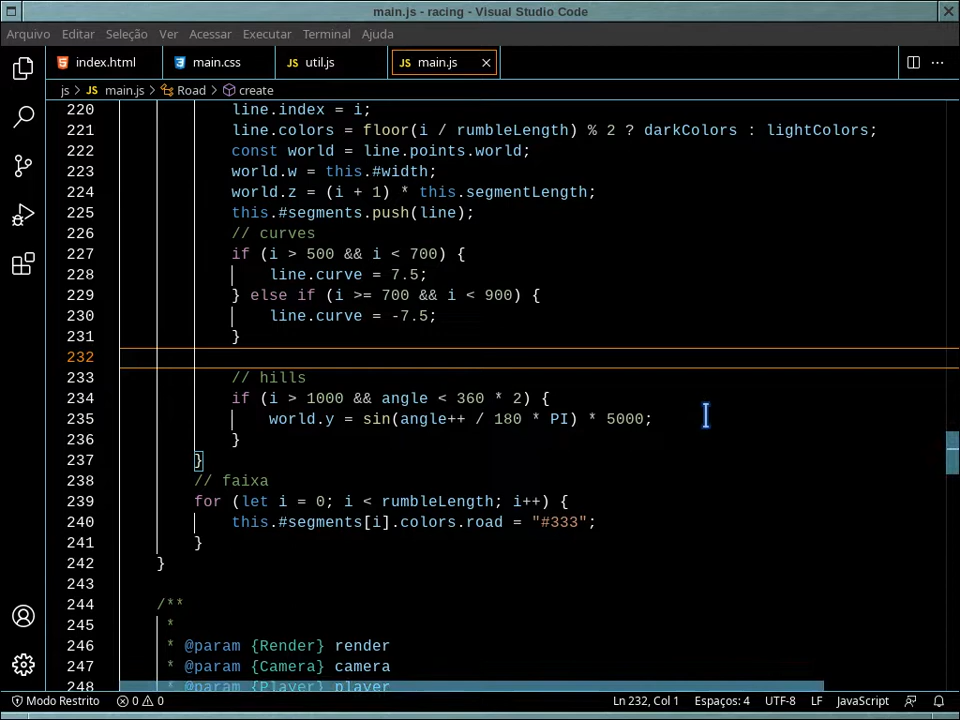 main.js - racing - Visual Studio Code
Arquivo Editar Seleção Ver Acessar Executar Terminal Ajuda
index.html main.css JS util.js JS main.js
js > JS main.js > Road > create
220 line.index = i;
221 line.colors = floor(i / rumbleLength) % 2 ? darkColors : lightColors;
222 const world = line.points.world;
223 world.w = this.#width;
224 world.z = (i + 1) * this.segmentLength;
225 this.#segments.push(line);
226 // curves
227 if (i > 500 && i < 700) {
228 line.curve = 7.5;
229 } else if (i >= 700 && i < 900) {
230 line.curve = -7.5;
231 }
232
233 // hills
234 if (i > 1000 && angle < 360 * 2) {
235 world.y = sin(angle++ / 180 * PI) * 5000;
236 }
237 }
238 // faixa
239 for (let i = 0; i < rumbleLength; i++) {
240 this.#segments[i].colors.road = "#333";
241 }
242 }
243
244 /**
245 *
246 * @param {Render} render
247 * @param {Camera} camera
248 * @param {Player} player
Modo Restrito 0 0 Ln 232, Col 1 Espaços: 4 UTF-8 LF JavaScript